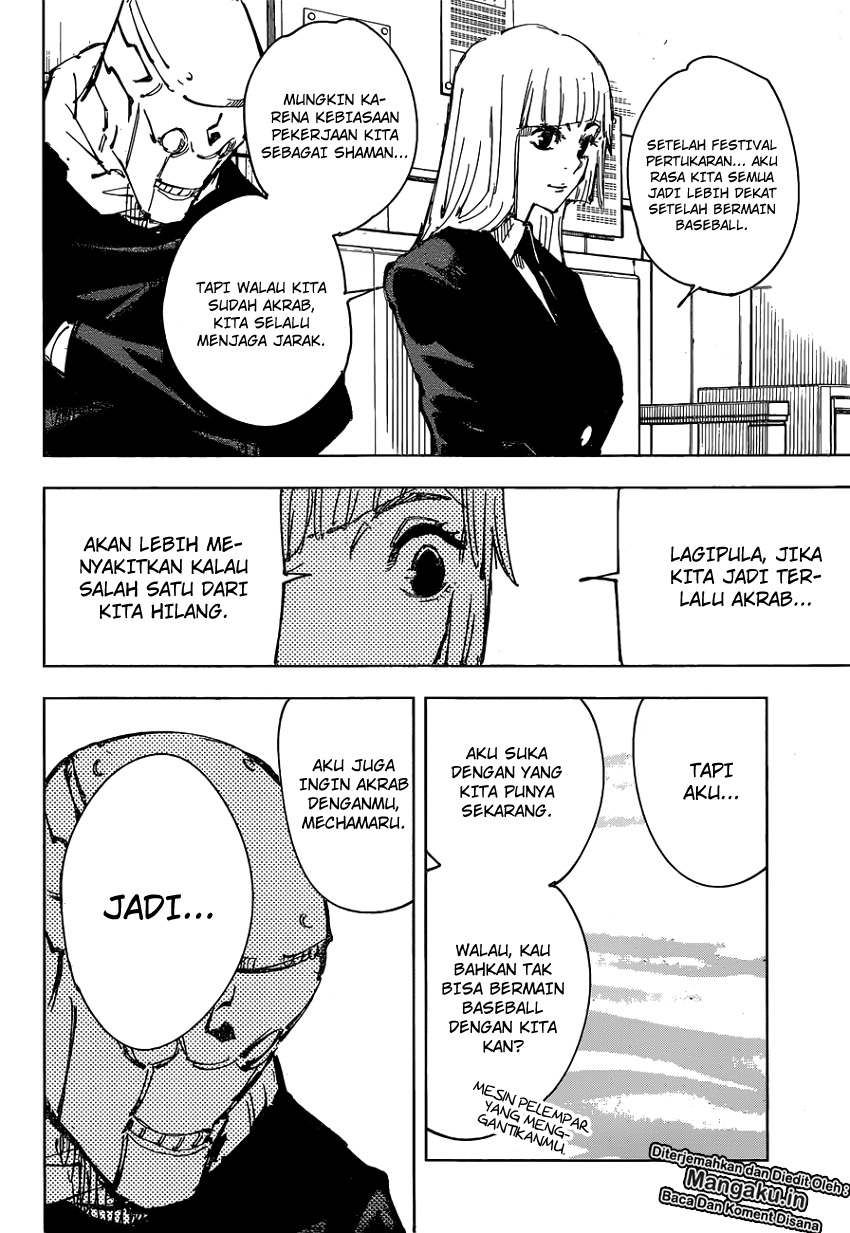 SETELAH FESTIVAL
PERTUKARAN... AKU
RASA KITA SEMUA
JADI LEBIH DEKAT
SETELAH BERMAIN
BASEBALL.
MUNGKIN KA-
RENA KEBIASAAN
PEKERJAAN KITA
SEBAGAI SHAMAN...
TAPI WALAU KITA
SUDAH AKRAB,
KITA SELALU
MENJAGA JARAK.
LAGIPULA, JIKA
KITA JADI TER-
LALU AKRAB...
AKAN LEBIH ME-
NYAKITKAN KALAU
SALAH SATU DARI
KITA HILANG.
TAPI
AKU...
AKU SUKA
DENGAN YANG
KITA PUNYA
SEKARANG.
WALAU, KAU
BAHKAN TAK
BISA BERMAIN
BASEBALL
DENGAN KITA
KAN?
MESIN PELEMPAR
YANG MENG-
GANTIKANMU.
AKU JUGA
INGIN AKRAB
DENGANMU,
MECHAMARU.
JADI...
Diterjemahkan dan Diedit Oleh:
Mangaku.in
Baca Dan Koment Disana